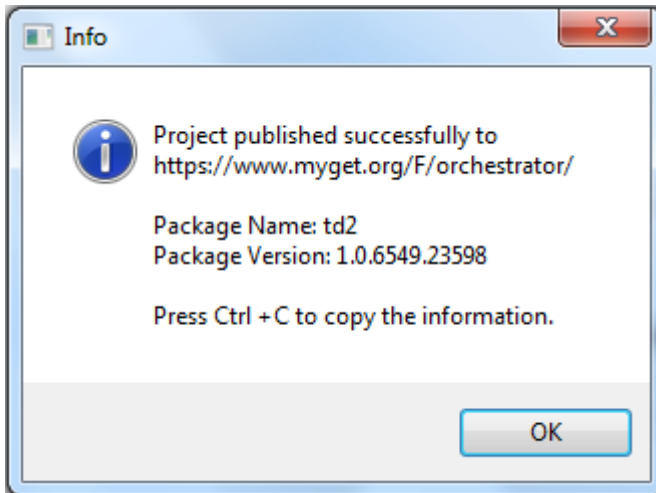 Info
Project published successfully to
https://www.myget.org/F/orchestrator/
Package Name: td2
Package Version: 1.0.6549.23598
Press Ctrl +C to copy the information.
OK